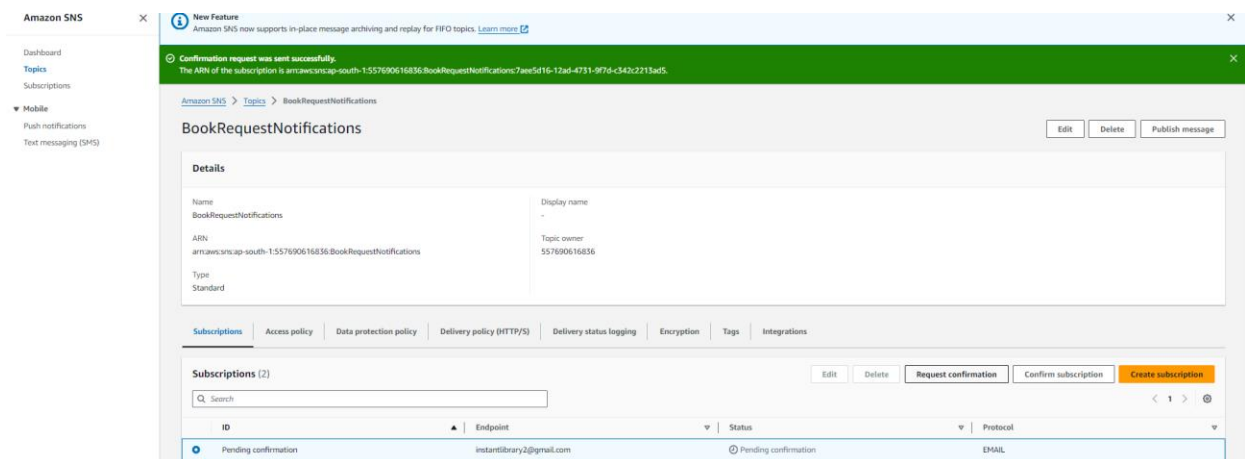 Amazon SNS
New Feature
Amazon SNS now supports in-place message archiving and replay for FIFO topics. Learn more
Dashboard
Topics
Subscriptions
Mobile
Push notifications
Text messaging (SMS)
Confirmation request was sent successfully.
The ARN of the subscription is arn:aws:sns:ap-south-1:557690616836:BookRequestNotifications:7aee5d16-12ad-4731-9f7d-c342c2213ad5.
Amazon SNS > Topics > BookRequestNotifications
BookRequestNotifications
Edit Delete Publish message
Details
Name
BookRequestNotifications
Display name
-
ARN
arn:aws:sns:ap-south-1:557690616836:BookRequestNotifications
Topic owner
557690616836
Type
Standard
Subscriptions Access policy Data protection policy Delivery policy (HTTP/S) Delivery status logging Encryption Tags Integrations
Subscriptions (2)
Edit Delete Request confirmation Confirm subscription Create subscription
Search
< 1 >
ID Endpoint Status Protocol
Pending confirmation instantlibrary2@gmail.com Pending confirmation EMAIL